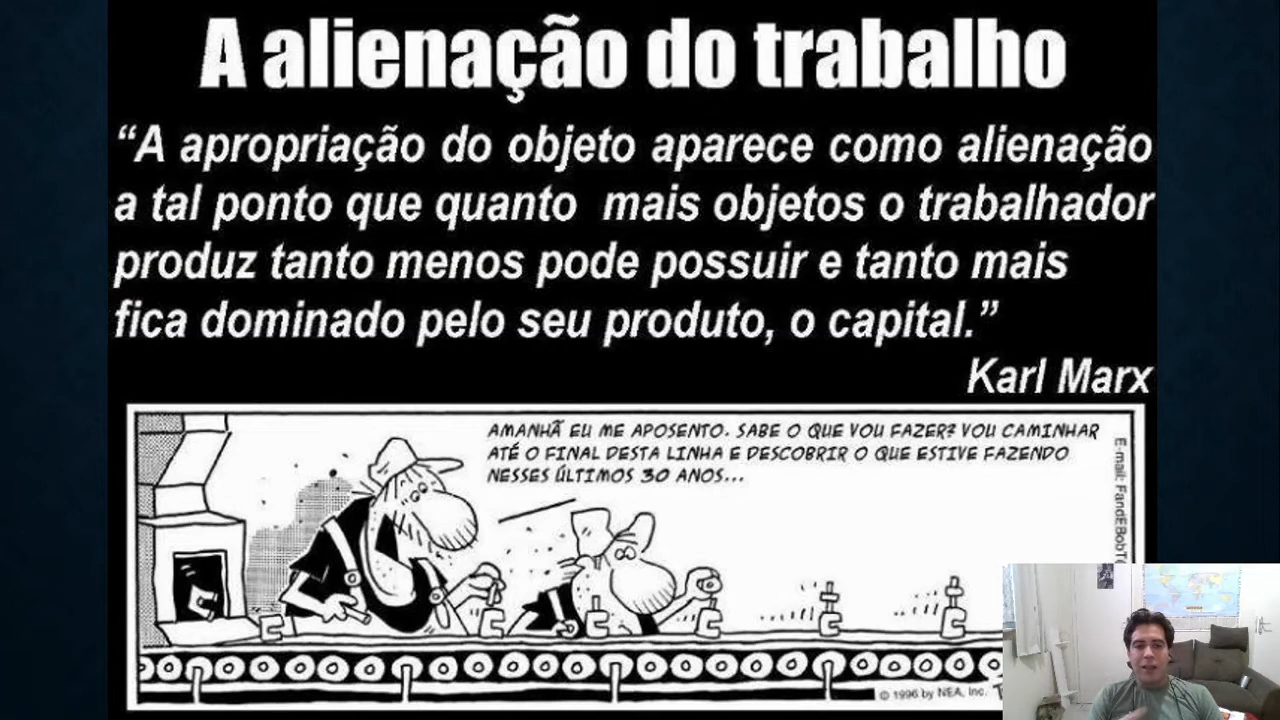 A alienação do trabalho
“A apropriação do objeto aparece como alienação
a tal ponto que quanto mais objetos o trabalhador
produz tanto menos pode possuir e tanto mais
fica dominado pelo seu produto, o capital.”
Karl Marx
AMANHÃ EU ME APOSENTO. SABE O QUE VOU FAZER? VOU CAMINHAR
ATÉ O FINAL DESTA LINHA E DESCOBRIR O QUE ESTIVE FAZENDO
NESSES ÚLTIMOS 30 ANOS...
E-mail: FandEBobT
© 1996 by NEA, Inc.